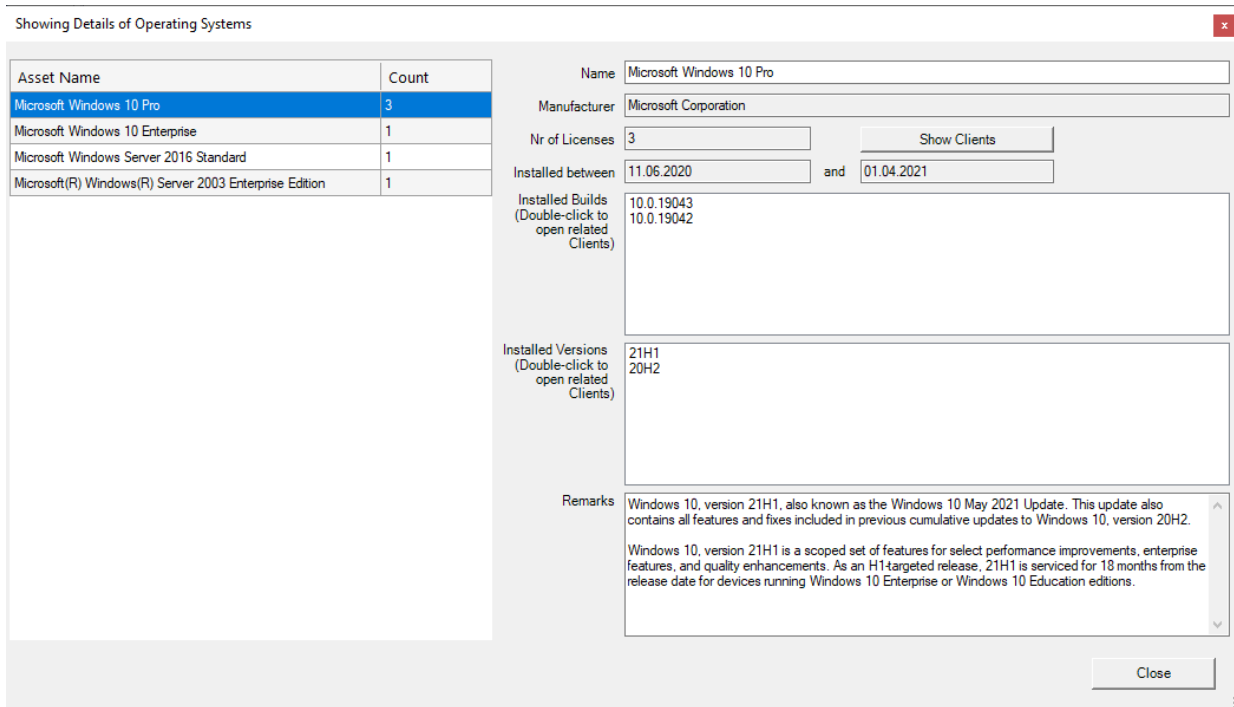 Showing Details of Operating Systems
x
Asset Name Count
Microsoft Windows 10 Pro 3
Microsoft Windows 10 Enterprise 1
Microsoft Windows Server 2016 Standard 1
Microsoft(R) Windows(R) Server 2003 Enterprise Edition 1
Name Microsoft Windows 10 Pro
Manufacturer Microsoft Corporation
Nr of Licenses 3 Show Clients
Installed between 11.06.2020 and 01.04.2021
Installed Builds
(Double-click to
open related
Clients)
10.0.19043
10.0.19042
Installed Versions
(Double-click to
open related
Clients)
21H1
20H2
Remarks
Windows 10, version 21H1, also known as the Windows 10 May 2021 Update. This update also
contains all features and fixes included in previous cumulative updates to Windows 10, version 20H2.
Windows 10, version 21H1 is a scoped set of features for select performance improvements, enterprise
features, and quality enhancements. As an H1-targeted release, 21H1 is serviced for 18 months from the
release date for devices running Windows 10 Enterprise or Windows 10 Education editions.
Close